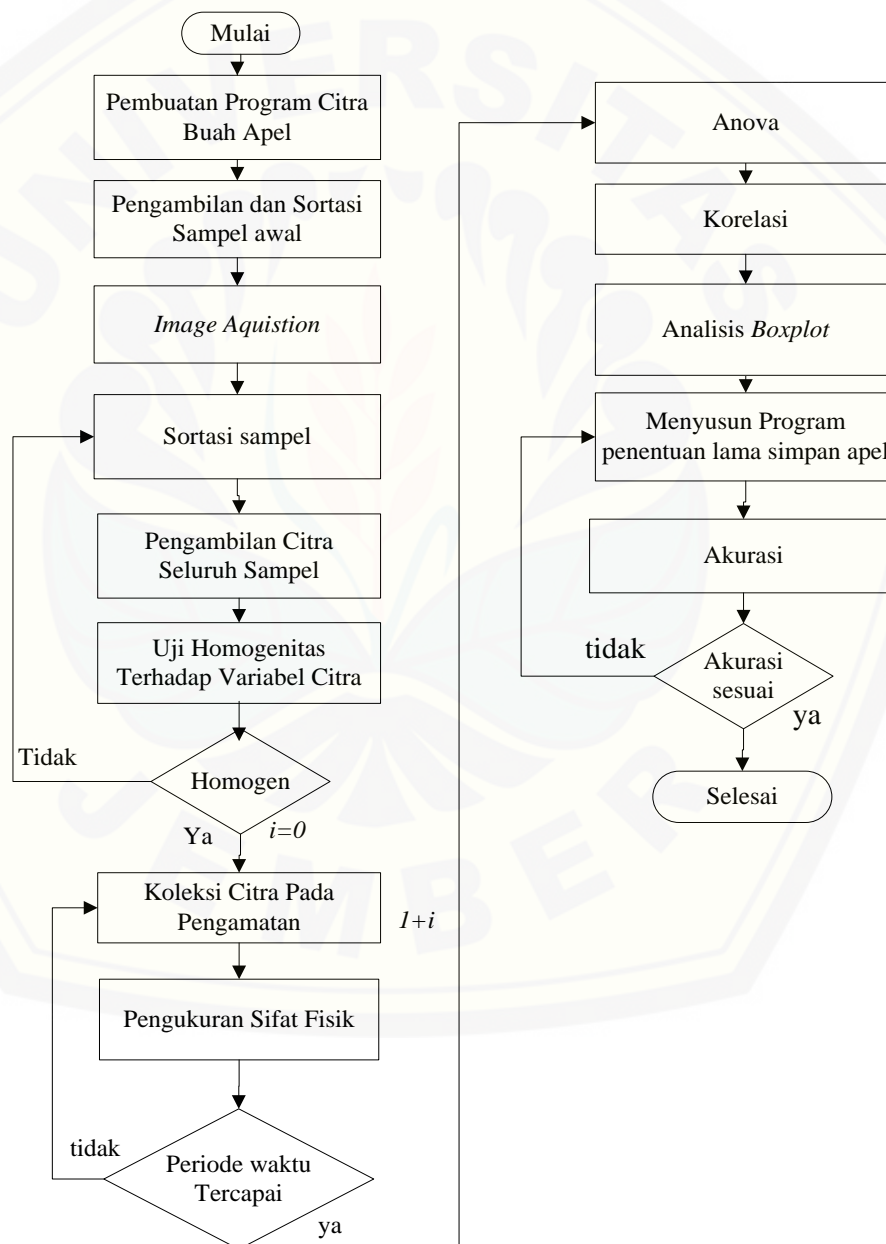 Mulai
Pembuatan Program Citra
Buah Apel
Pengambilan dan Sortasi
Sampel awal
Image Aquistion
Sortasi sampel
Pengambilan Citra
Seluruh Sampel
Uji Homogenitas
Terhadap Variabel Citra
Tidak
Homogen
Ya
i=0
Koleksi Citra Pada
Pengamatan
1+i
Pengukuran Sifat Fisik
tidak
Periode waktu
Tercapai
ya
Anova
Korelasi
Analisis Boxplot
Menyusun Program
penentuan lama simpan apel
Akurasi
tidak
Akurasi
sesuai
ya
Selesai
UNIVERSITAS
JEMBER